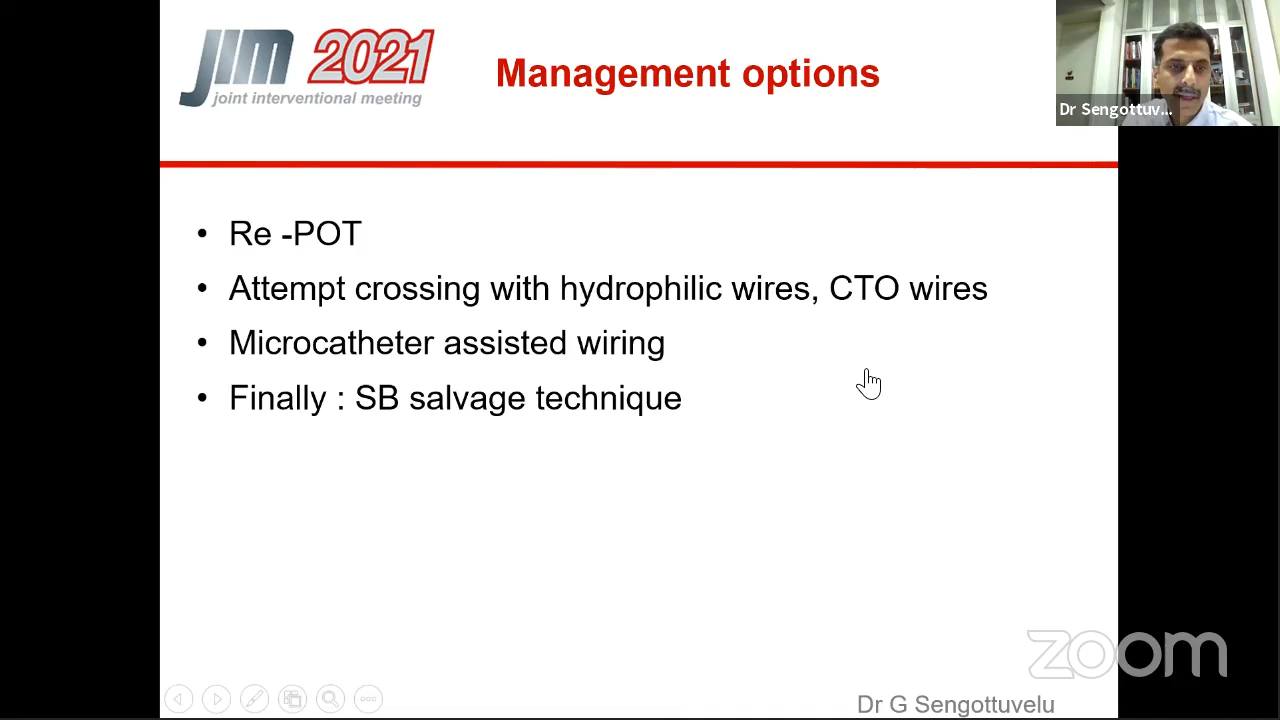 JIM 2021
joint interventional meeting
Management options
Dr Sengottuv...
• Re -POT
• Attempt crossing with hydrophilic wires, CTO wires
• Microcatheter assisted wiring
• Finally : SB salvage technique
zoom
Dr G Sengottuvelu